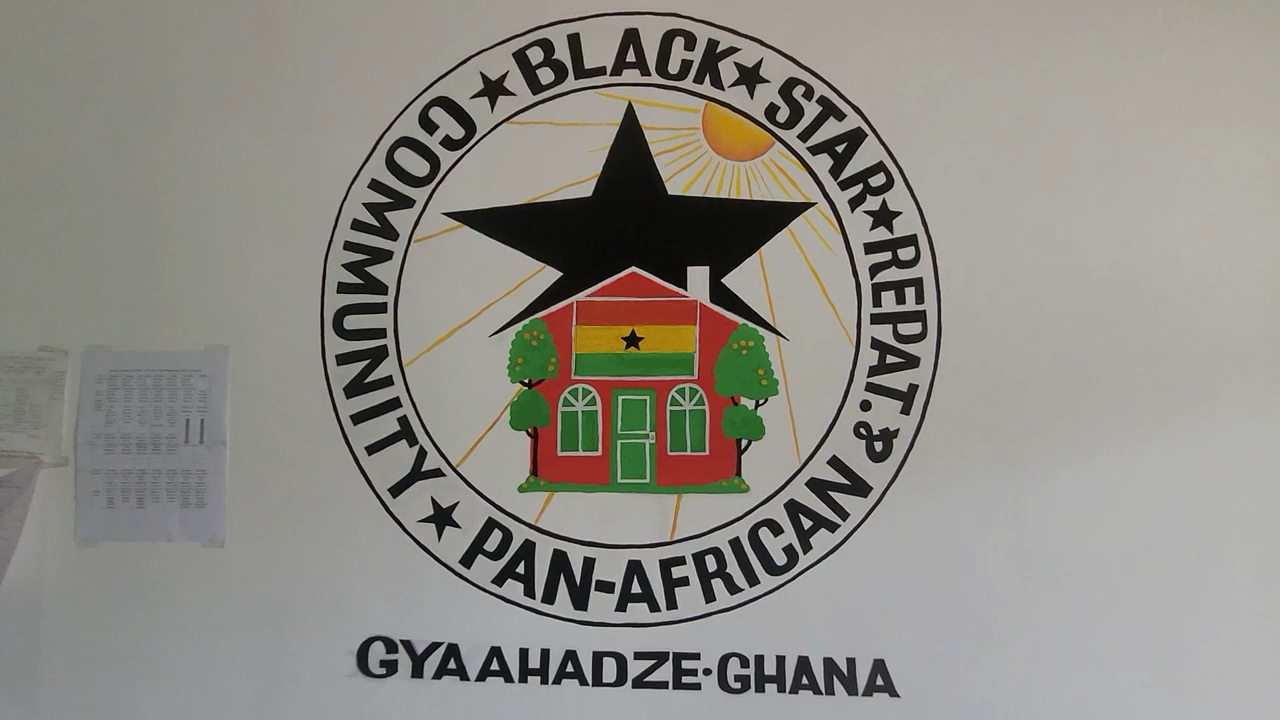 BLACK★STAR★REPAT.& PAN-AFRICAN★COMMUNITY★
GYAAHADZE·GHANA